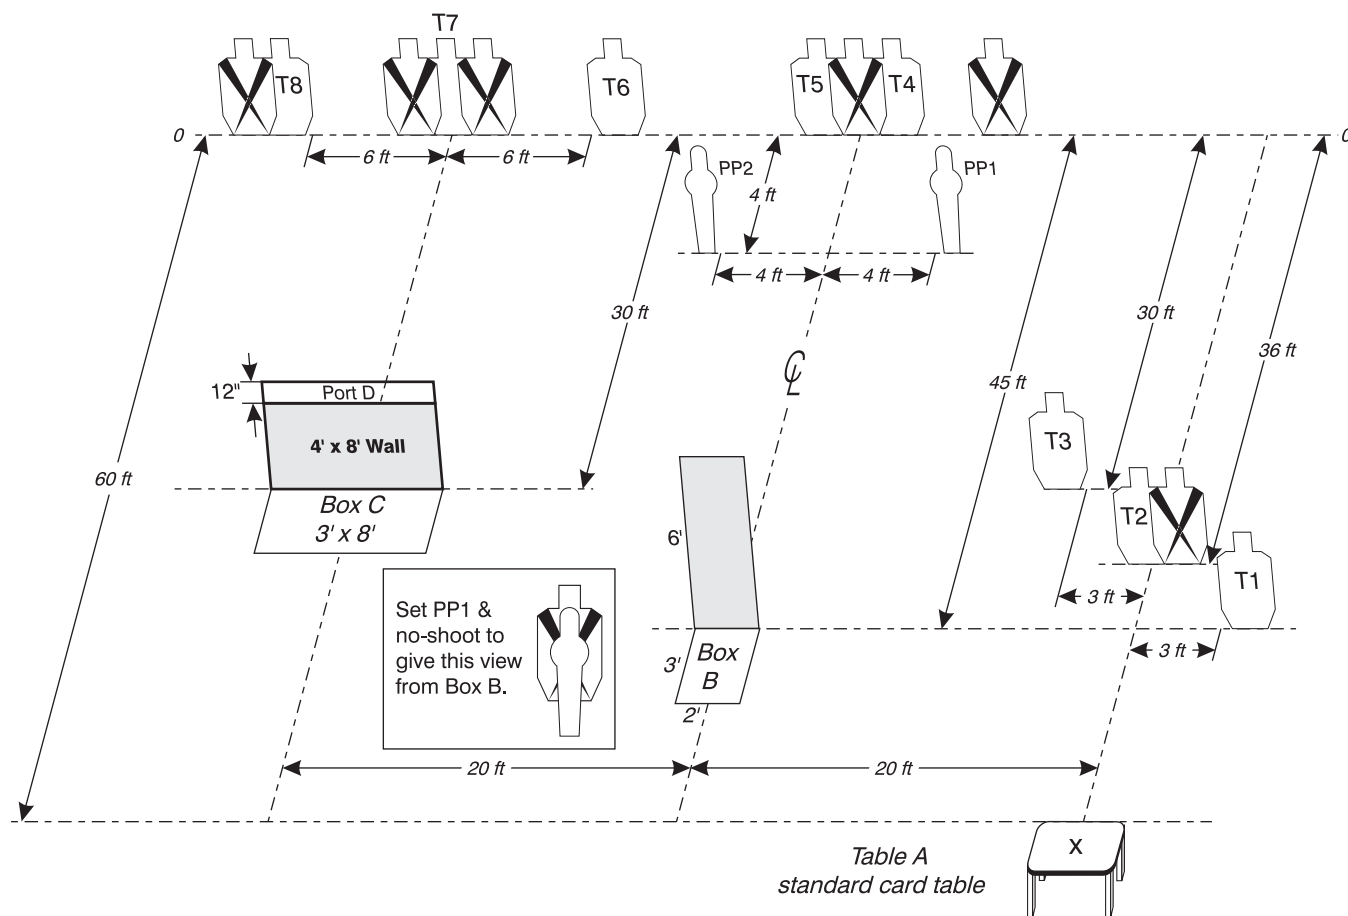 T7
T8
T6
T5
T4
0
0
6 ft
6 ft
PP2
PP1
4 ft
4 ft
4 ft
30 ft
30 ft
36 ft
45 ft
CL
12"
Port D
4' x 8' Wall
60 ft
Box C
3' x 8'
T3
T2
T1
3 ft
3 ft
6'
Set PP1 &
no-shoot to
give this view
from Box B.
3'
Box
B
2'
20 ft
20 ft
X
Table A
standard card table